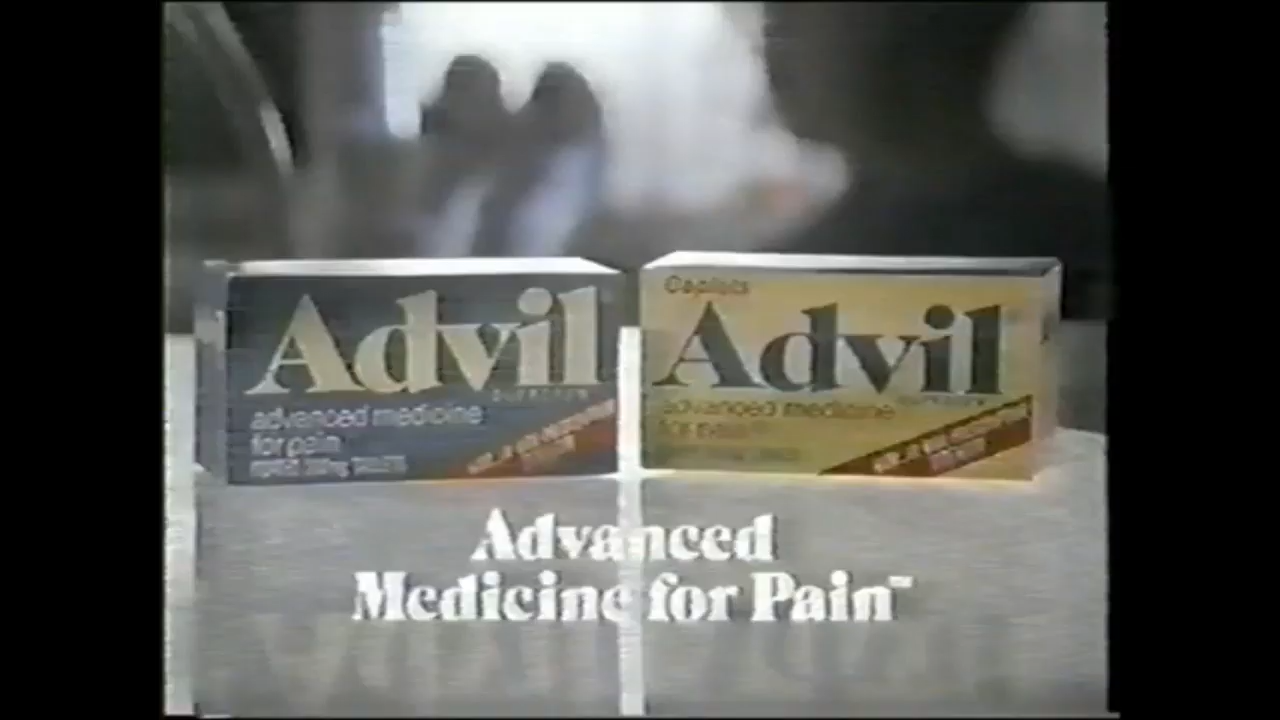 Advil
advanced medicine
for pain
Caplets
Advil
advanced medicine
for pain
Advanced
Medicine for Pain™